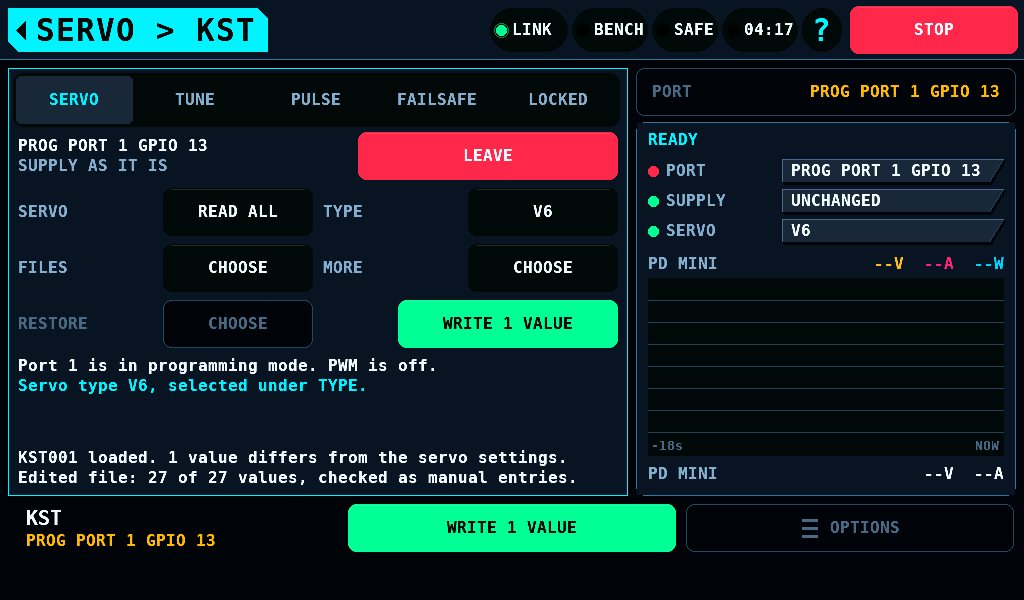 SERVO > KST
LINK
BENCH
SAFE
04:17
?
STOP
SERVO
TUNE
PULSE
FAILSAFE
LOCKED
PROG PORT 1 GPIO 13
SUPPLY AS IT IS
LEAVE
SERVO
READ ALL
TYPE
V6
FILES
CHOOSE
MORE
CHOOSE
RESTORE
CHOOSE
WRITE 1 VALUE
Port 1 is in programming mode. PWM is off.
Servo type V6, selected under TYPE.
KST001 loaded. 1 value differs from the servo settings.
Edited file: 27 of 27 values, checked as manual entries.
PORT
PROG PORT 1 GPIO 13
READY
PORT
PROG PORT 1 GPIO 13
SUPPLY
UNCHANGED
SERVO
V6
PD MINI
--V
--A
--W
-18s
NOW
PD MINI
--V
--A
KST
PROG PORT 1 GPIO 13
WRITE 1 VALUE
OPTIONS